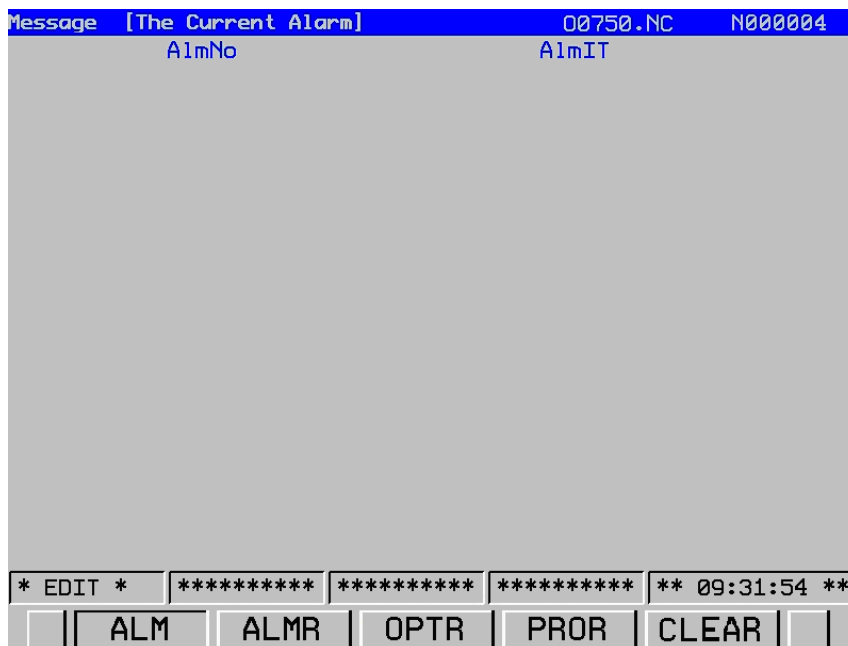 Message [The Current Alarm] O0750.NC N000004
AlmNo AlmIT
* EDIT * ********** ********** ********** ** 09:31:54 **
ALM ALMR OPTR PROR CLEAR